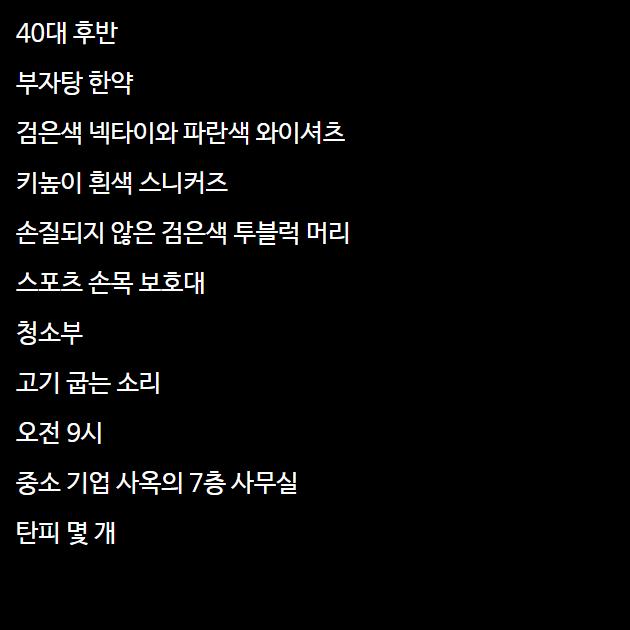 40대 후반
부자탕 한약
검은색 넥타이와 파란색 와이셔츠
키높이 흰색 스니커즈
손질되지 않은 검은색 투블럭 머리
스포츠 손목 보호대
청소부
고기 굽는 소리
오전 9시
중소 기업 사옥의 7층 사무실
탄피 몇 개